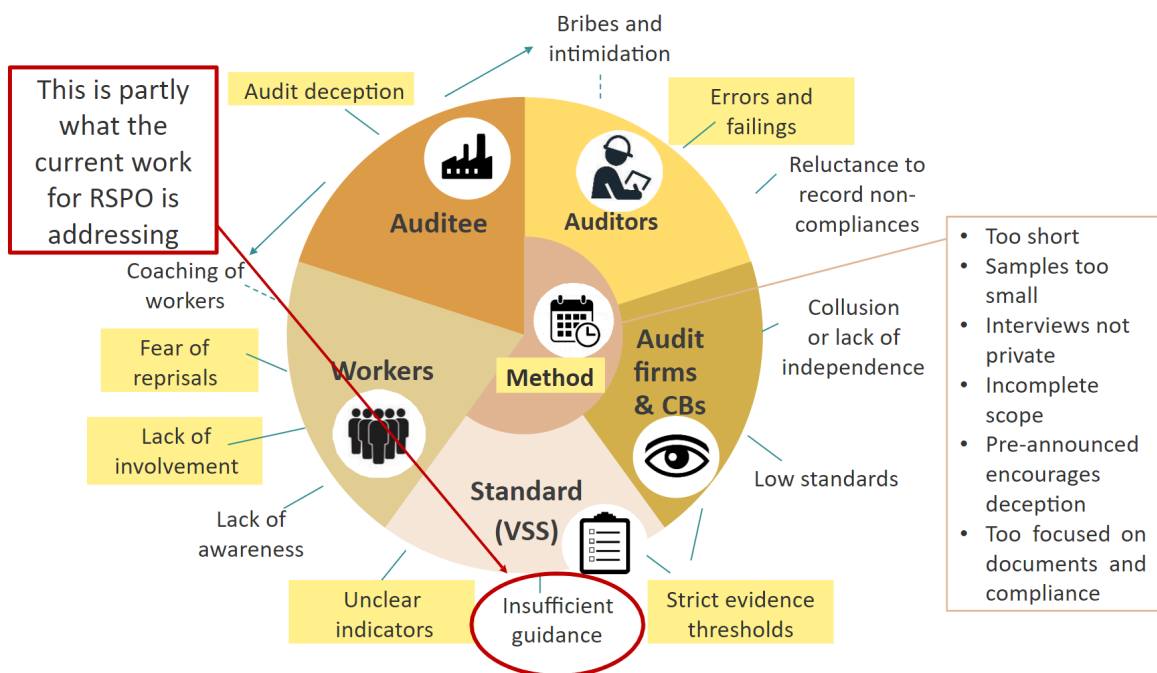 This is partly
what the
current work
for RSPO is
addressing
Bribes and
intimidation
Audit deception
Errors and
failings
Reluctance to
record non-
compliances
Auditee
Auditors
Coaching of
workers
Collusion
or lack of
independence
Fear of
reprisals
Workers
Method
Audit
firms
& CBs
Lack of
involvement
Low standards
Lack of
awareness
Standard
(VSS)
Unclear
indicators
Insufficient
guidance
Strict evidence
thresholds
• Too short
• Samples too
small
• Interviews not
private
• Incomplete
scope
• Pre-announced
encourages
deception
• Too focused on
documents and
compliance